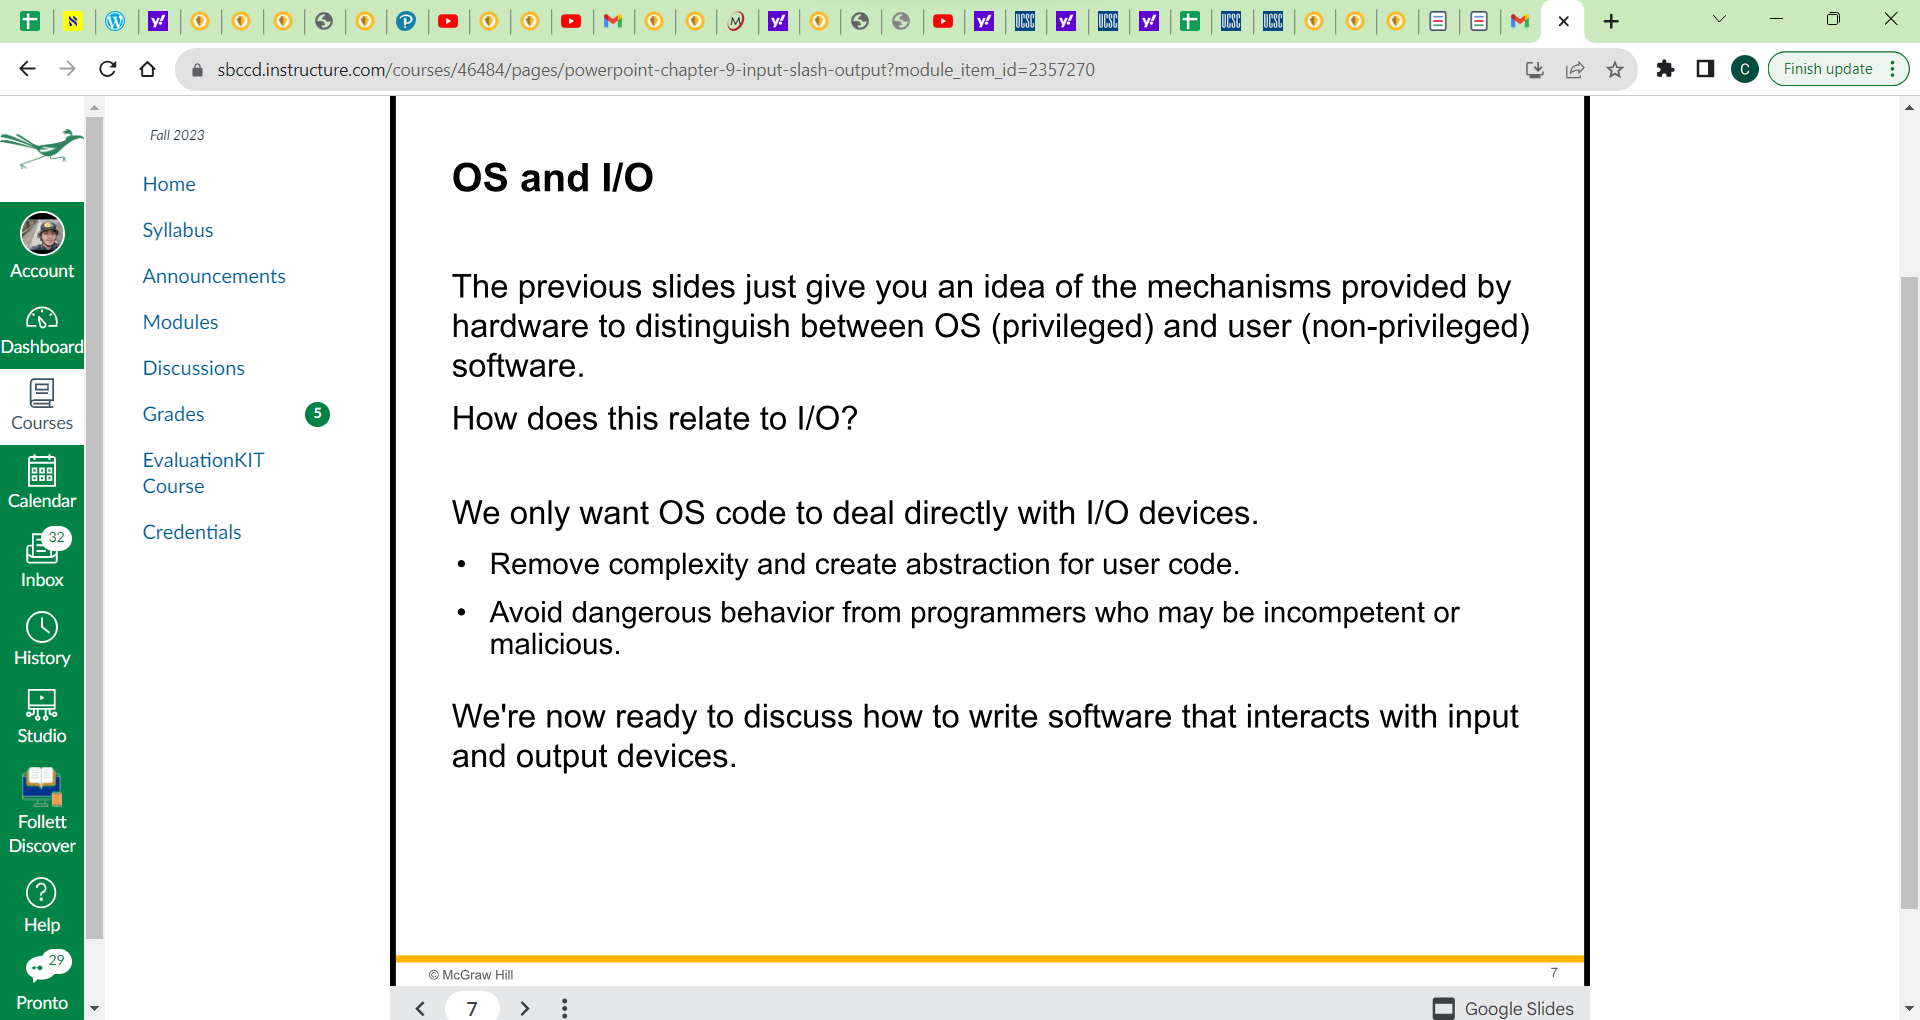 sbccd.instructure.com/courses/46484/pages/powerpoint-chapter-9-input-slash-output?module_item_id=2357270
C
Finish update
Account
Dashboard
Courses
Calendar
32
Inbox
History
Studio
Follett
Discover
Help
29
Pronto
Fall 2023
Home
Syllabus
Announcements
Modules
Discussions
Grades 5
EvaluationKIT
Course
Credentials
OS and I/O
The previous slides just give you an idea of the mechanisms provided by
hardware to distinguish between OS (privileged) and user (non-privileged)
software.
How does this relate to I/O?
We only want OS code to deal directly with I/O devices.
• Remove complexity and create abstraction for user code.
• Avoid dangerous behavior from programmers who may be incompetent or
malicious.
We're now ready to discuss how to write software that interacts with input
and output devices.
© McGraw Hill
7
7
Google Slides